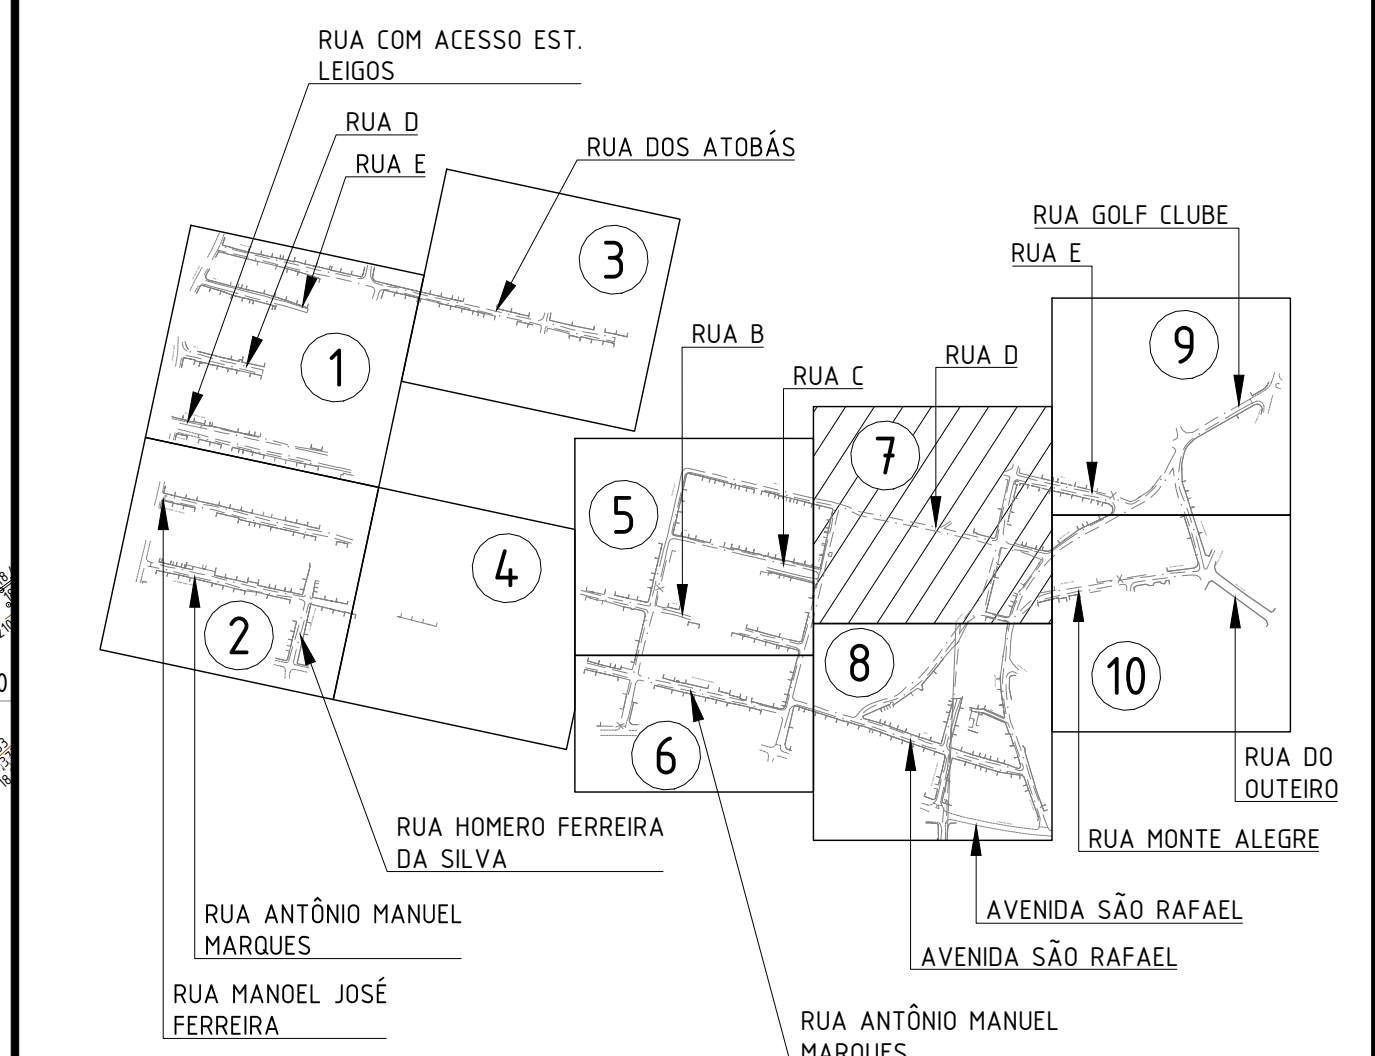 RUA COM ACESSO EST.
LEIGOS
RUA D
RUA E
RUA DOS ATOBÁS
RUA GOLF CLUBE
RUA E
3
9
RUA B
RUA D
RUA C
1
7
5
4
2
8
10
6
RUA DO
OUTEIRO
RUA MONTE ALEGRE
RUA HOMERO FERREIRA
DA SILVA
RUA ANTÔNIO MANUEL
MARQUES
AVENIDA SÃO RAFAEL
AVENIDA SÃO RAFAEL
RUA MANOEL JOSÉ
FERREIRA
RUA ANTÔNIO MANUEL
MARQUES